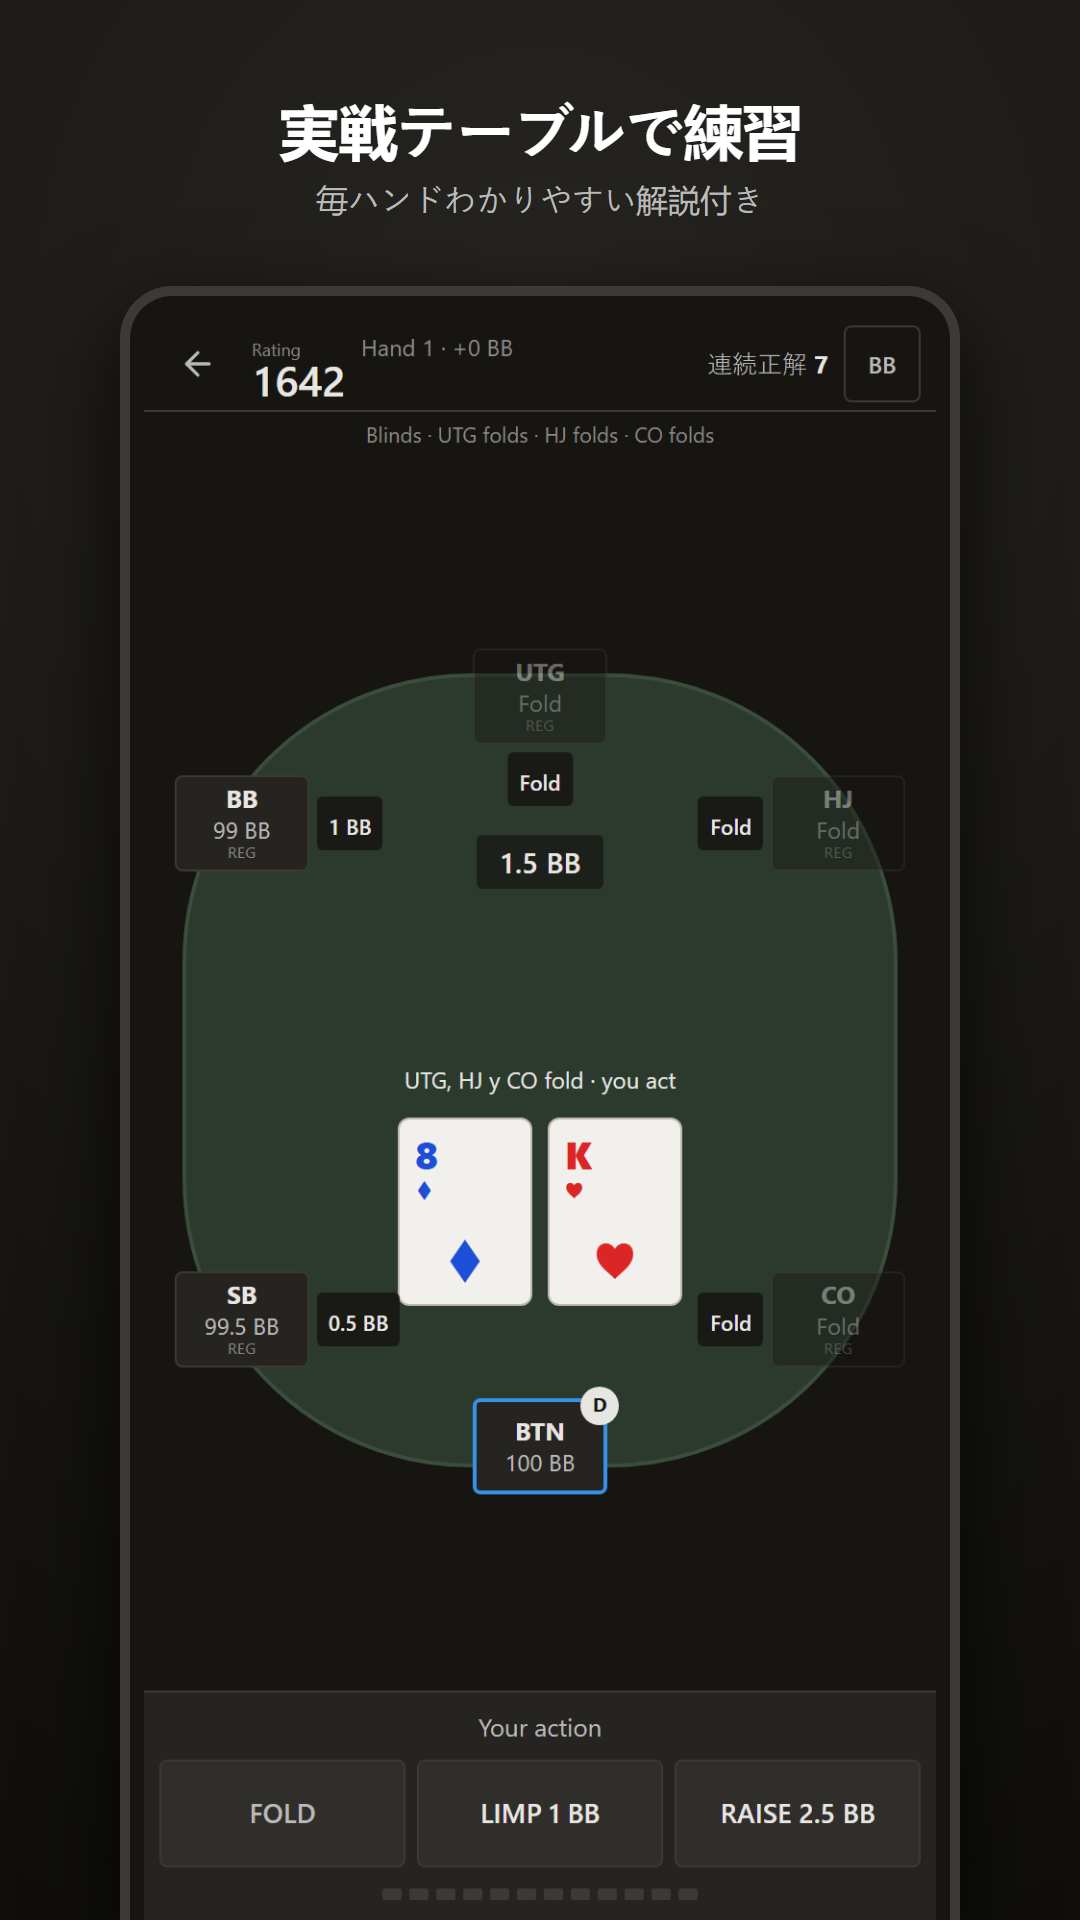 実戦テーブルで練習
毎ハンドわかりやすい解説付き
Rating
1642
Hand 1 · +0 BB
連続正解 7
BB
Blinds · UTG folds · HJ folds · CO folds
UTG
Fold
REG
Fold
BB
99 BB
REG
1 BB
Fold
HJ
Fold
REG
1.5 BB
UTG, HJ y CO fold · you act
8
K
SB
99.5 BB
REG
0.5 BB
Fold
CO
Fold
REG
D
BTN
100 BB
Your action
FOLD
LIMP 1 BB
RAISE 2.5 BB